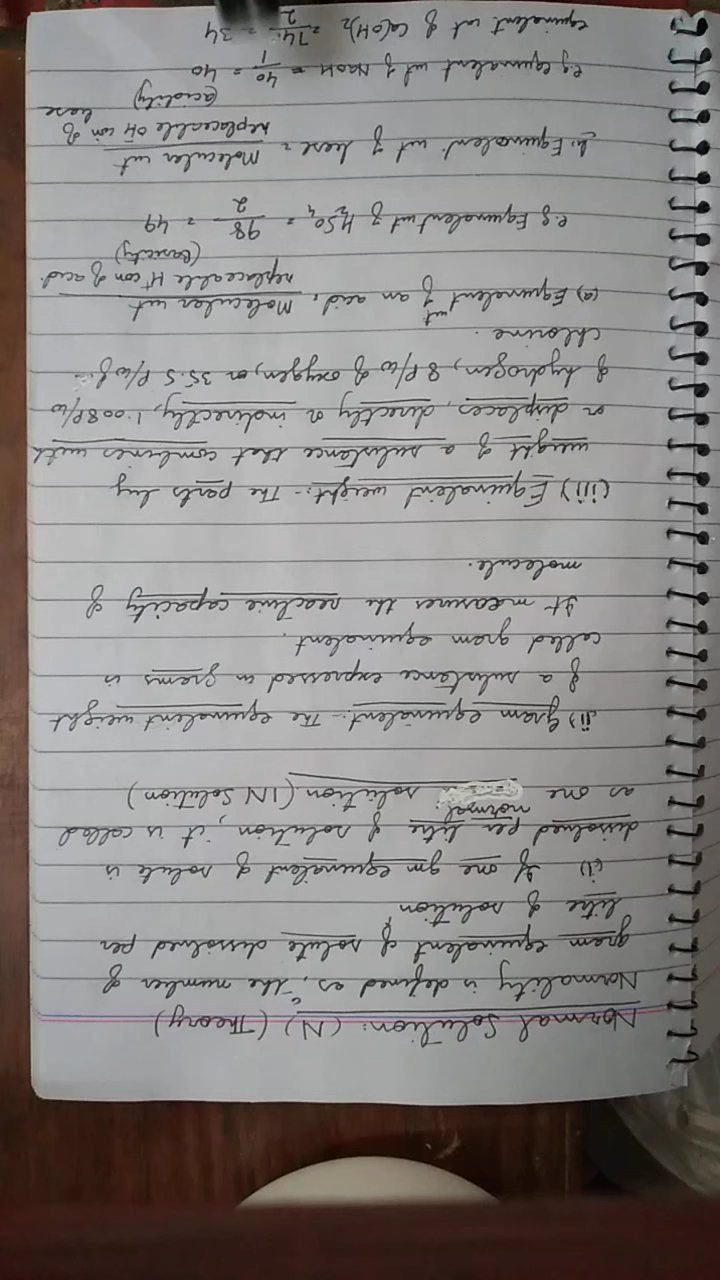 Normal Solution: (N) (Theory)
Normality is defined as, "the number of
gram equivalent of solute dissolved per
litre of solution"
(i) If one gm equivalent of solute is
dissolved per litre of solution, it is called
as one normal solution. (1N Solution)
ii) Gram equivalent:- The equivalent weight
of a substance expressed in grams is
called gram equivalent.
It measures the reactive capacity of
molecule.
(iii) Equivalent weight:- The parts by
weight of a substance that combines with
or displaces, directly or indirectly, 1.008 P/w
of hydrogen, 8 P/w of oxygen, or 35.5 P/w of -
chlorine.
(a) Equivalent wt of an acid = Molecular wt
replaceable H+ con of acid.
(basicity)
e.g Equivalent wt of H2SO4 = 98/2 = 49
b. Equivalent wt of base = Molecular wt
replaceable OH- con of base
(acidity)
e.g equivalent wt of NaOH = 40/1 = 40
equivalent wt of Ca(OH)2 = 74/2 = 34